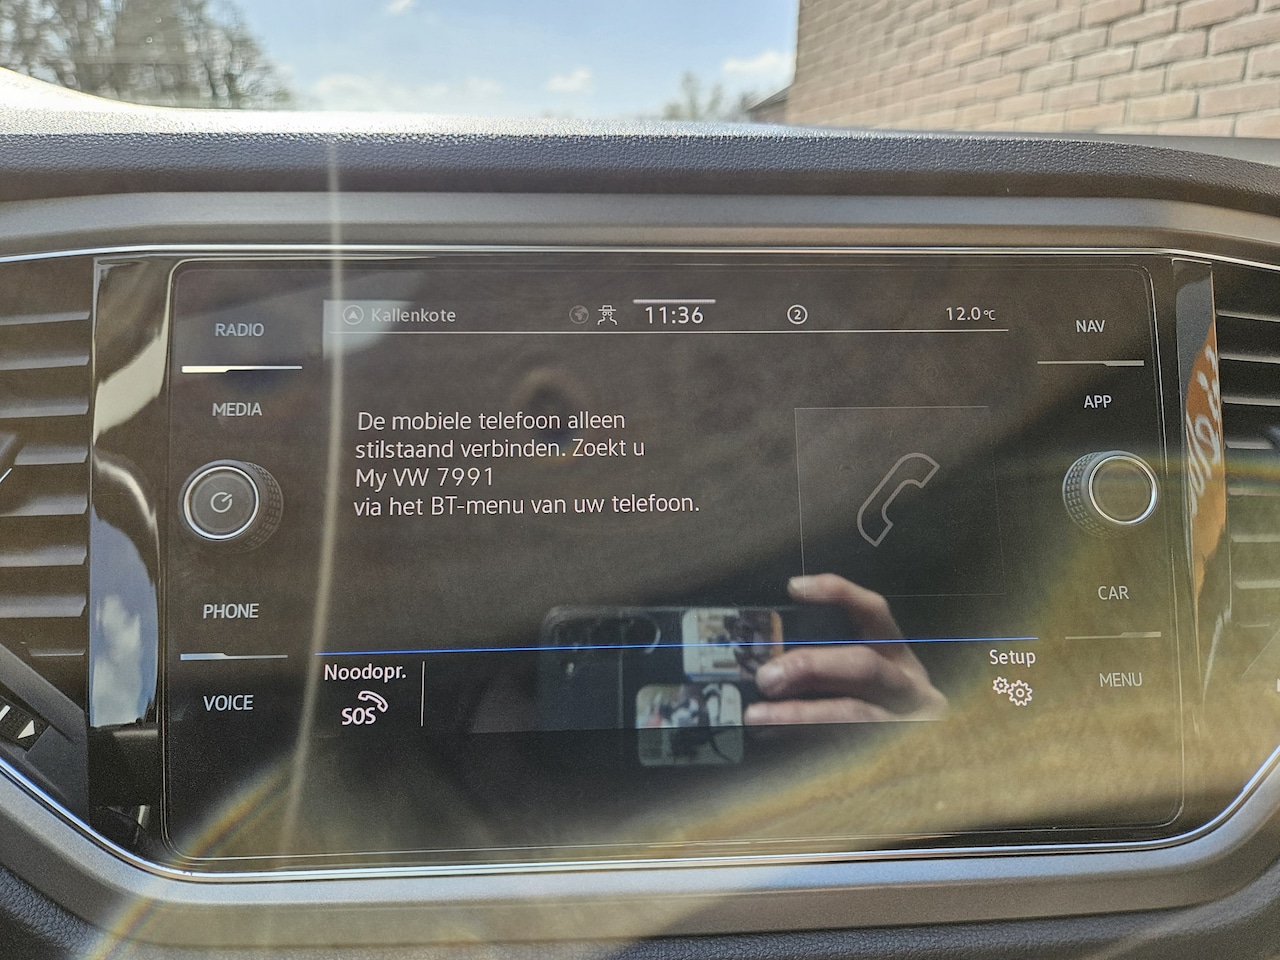 Kallenkote
11:36
2
12.0 °C
RADIO
MEDIA
PHONE
VOICE
De mobiele telefoon alleen
stilstaand verbinden. Zoekt u
My VW 7991
via het BT-menu van uw telefoon.
Noodopr.
SOS
Setup
NAV
APP
CAR
MENU